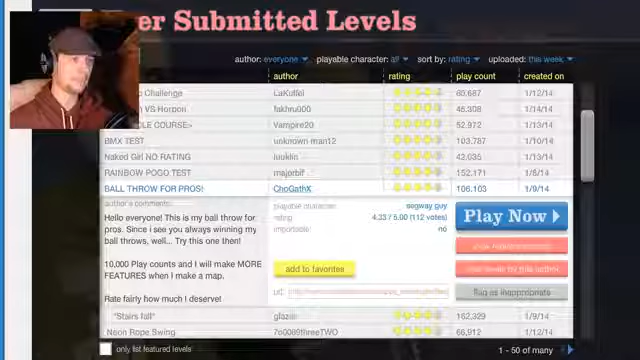 er Submitted Levels
author: everyone playable character: all sort by: rating uploaded: this week
author rating play count created on
Challenge LaKuffel 60,687 1/12/14
VS Horpon fakhru000 45,308 1/14/14
COURSE> Vampire20 52,972 1/13/14
BMX TEST unknown man12 103,787 1/10/14
Naked Girl NO RATING luuklin 42,035 1/13/14
RAINBOW POGO TEST majorbif 152,171 1/8/14
BALL THROW FOR PROS! ChoGathX 106,103 1/9/14
author's comments:
Hello everyone! This is my ball throw for
pros. Since i see you always winning my
ball throws, well... Try this one then!
10,000 Play counts and I will make MORE
FEATURES when I make a map.
Rate fairly how much I deserve!
playable character: segway guy
rating 4.33 / 5.00 (112 votes)
importable: no
add to favorites
url:
Play Now
flag as inappropriate
"Stairs fall" 162,329 1/9/14
Neon Rope Swing 7o0089threeTWO 66,912 1/12/14
only list featured levels 1 - 50 of many